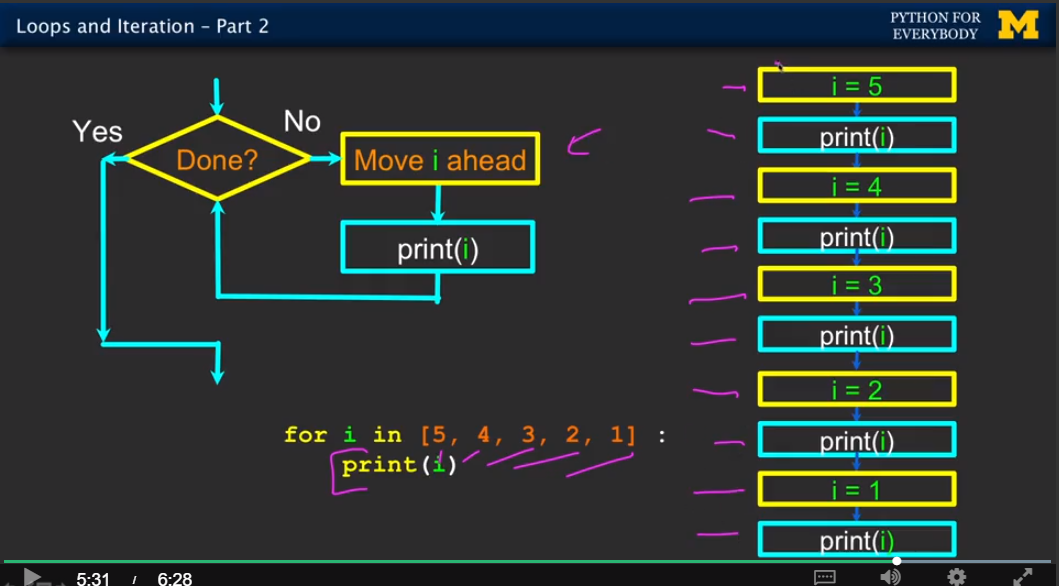 Loops and Iteration – Part 2
PYTHON FOR
EVERYBODY
M
Yes
No
Done?
Move i ahead
print(i)
for i in [5, 4, 3, 2, 1] :
print(i)
i = 5
print(i)
i = 4
print(i)
i = 3
print(i)
i = 2
print(i)
i = 1
print(i)
5:31 / 6:28